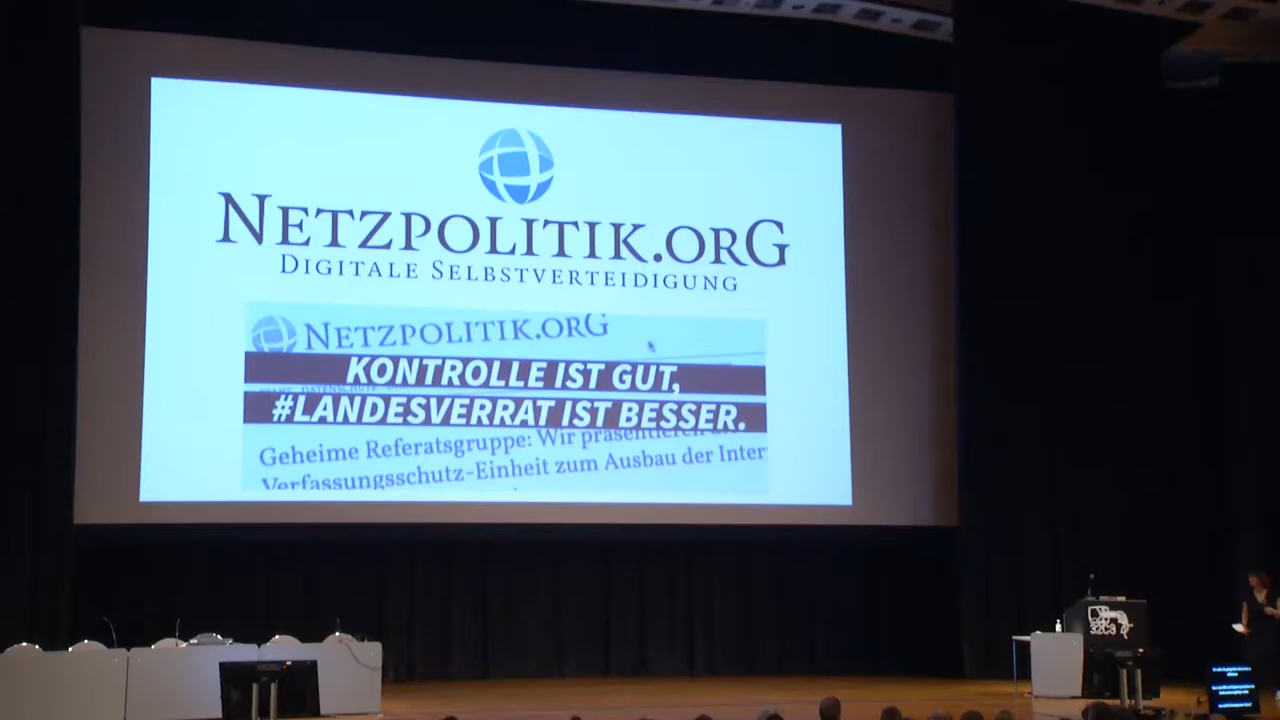 NETZPOLITIK.ORG
DIGITALE SELBSTVERTEIDIGUNG
NETZPOLITIK.ORG
KONTROLLE IST GUT,
#LANDESVERRAT IST BESSER.
Geheime Referatsgruppe: Wir präsentieren
Verfassungsschutz-Einheit zum Ausbau der Inter
32C3